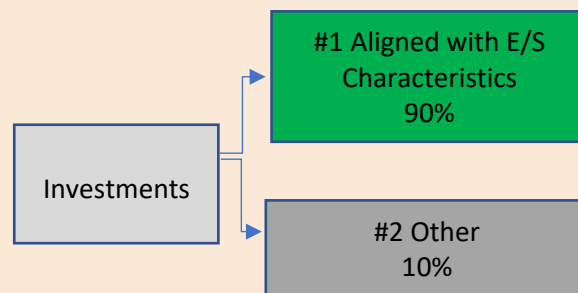 #1 Aligned with E/S
Characteristics
90%
Investments
#2 Other
10%